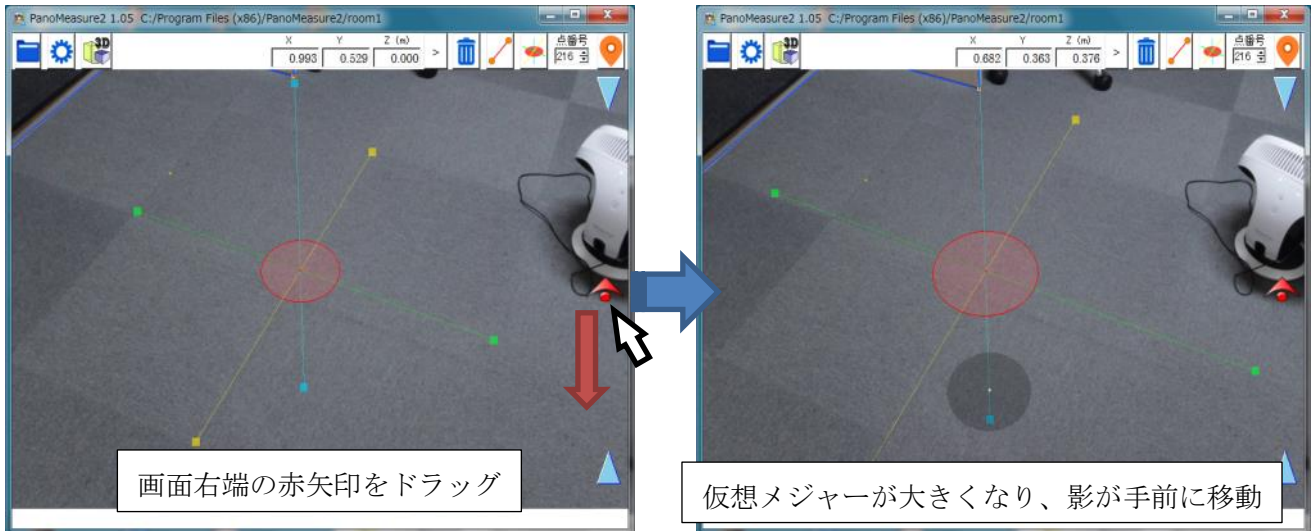 PanoMeasure2 1.05 C:/Program Files (x86)/PanoMeasure2/room1
3D
X Y Z (m)
0.993 0.529 0.000 >
点番号
216
画面右端の赤矢印をドラッグ
PanoMeasure2 1.05 C:/Program Files (x86)/PanoMeasure2/room1
3D
X Y Z (m)
0.682 0.363 0.376 >
点番号
216
仮想メジャーが大きくなり、影が手前に移動